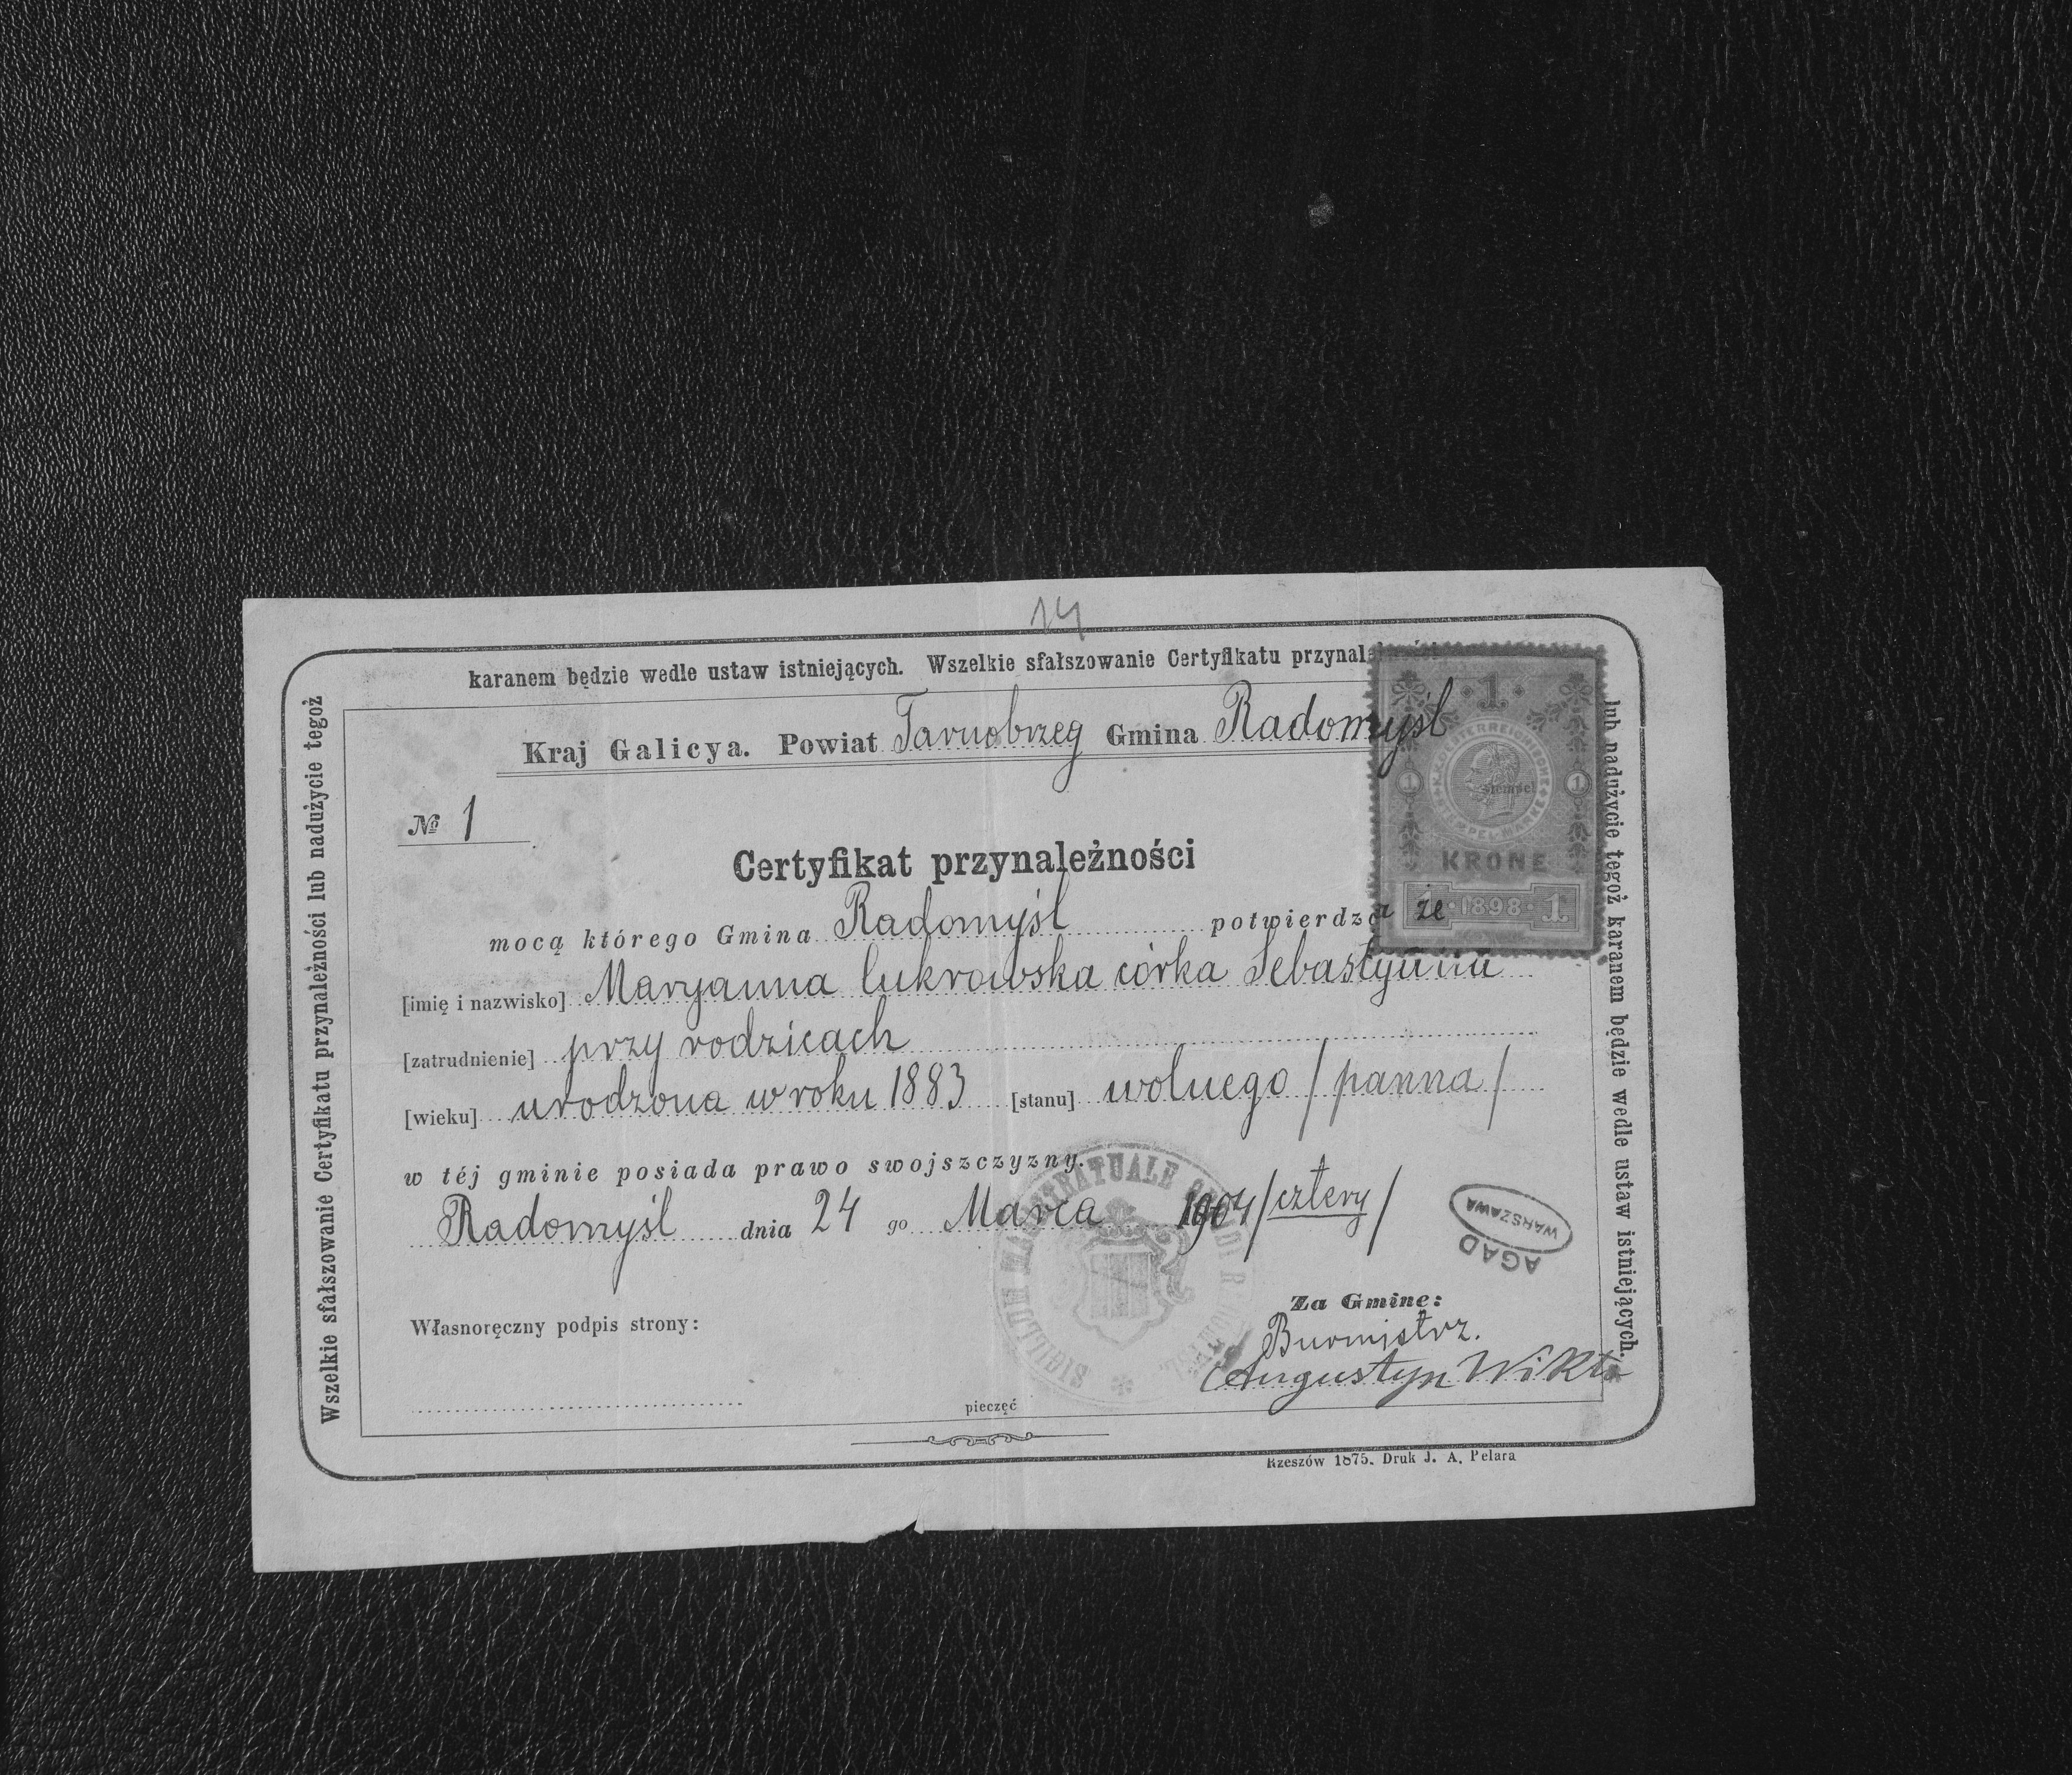 14
karanem będzie wedle ustaw istniejących. Wszelkie sfałszowanie Certyfikatu
Wszelkie sfałszowanie Certyfikatu przynależności lub nadużycie tegoż
lub nadużycie tegoż karanem będzie wedle ustaw istniejących.
Kraj Galicya. Powiat Tarnobrzeg Gmina Radomyśl
1
KRONE
1898 1
№ 1
Certyfikat przynależności
mocą którego Gmina Radomyśl potwierdza że
[imię i nazwisko] Maryanna Cukrowska córka Sebastyana
[zatrudnienie] przy rodzicach
[wieku] urodzona w roku 1883 [stanu] wolnego /panna/
w téj gminie posiada prawo swojszczyzny.
Radomyśl dnia 24 go Marca 1904 /cztery/
AGAD
WARSZAWA
Za Gminę:
Własnoręczny podpis strony:
Burmistrz.
Augustyn
pieczęć
Rzeszów 1875. Druk J. A. Pelara